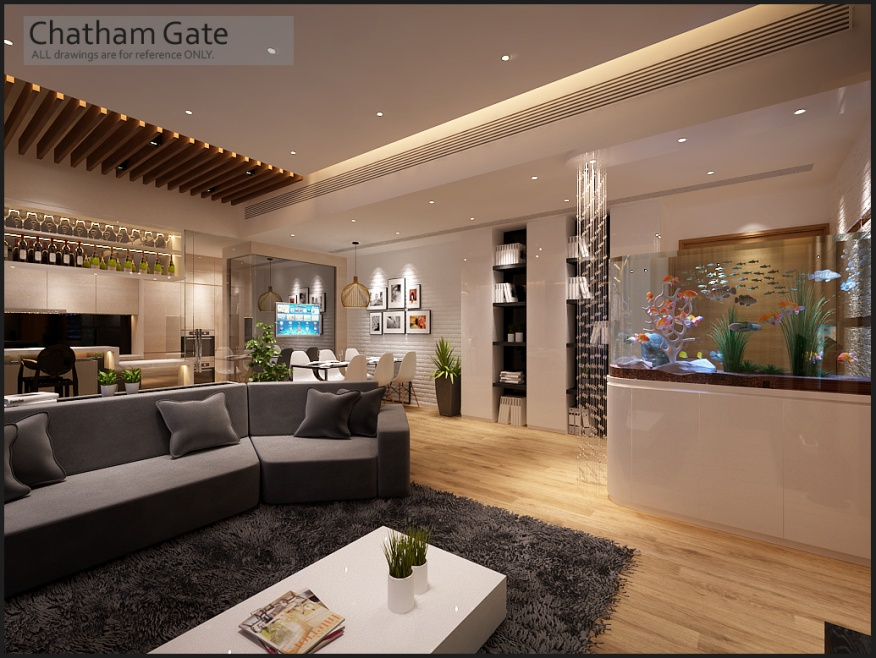 Chatham Gate
ALL drawings are for reference ONLY.